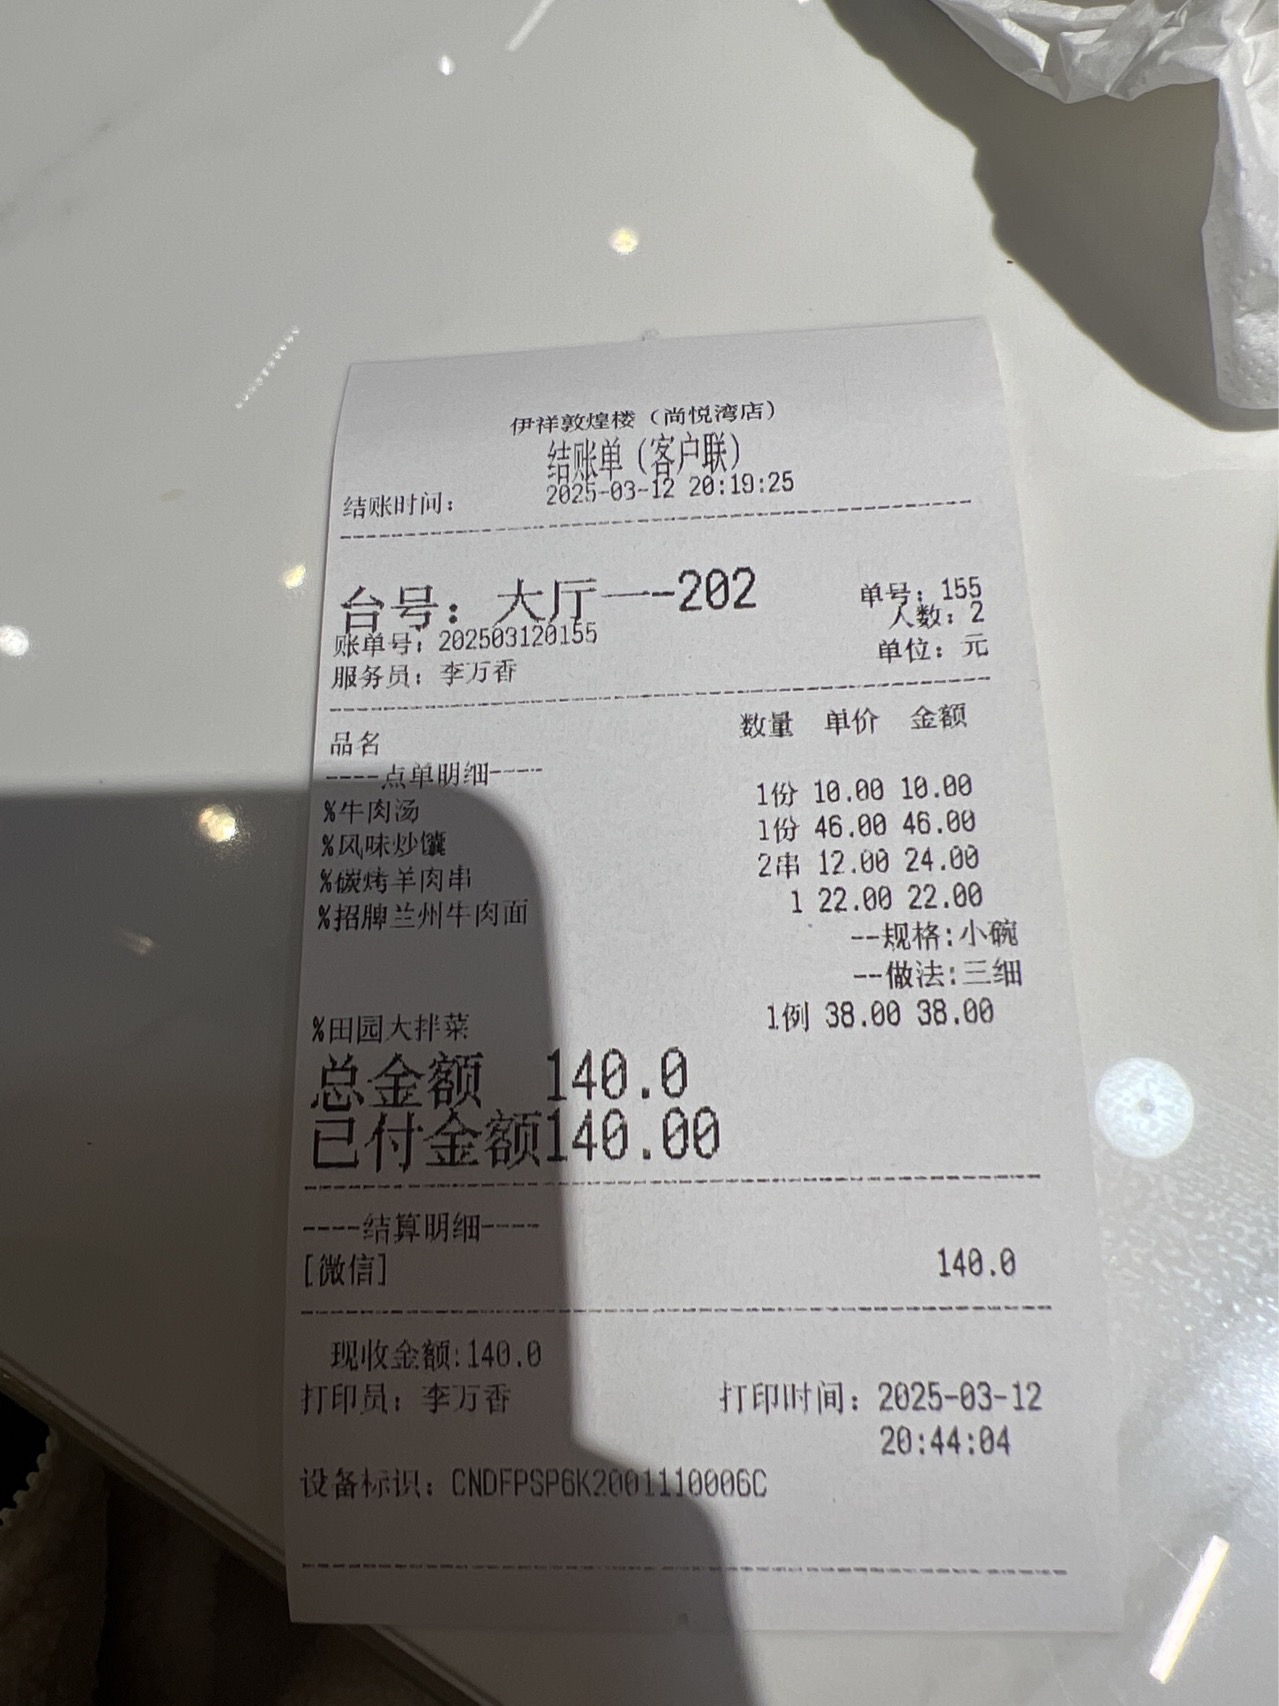 伊祥敦煌楼（尚悦湾店）
结账单（客户联）
结账时间： 2025-03-12 20:19:25
台号：大厅一-202 单号：155
人数：2
账单号：202503120155
服务员：李万香 单位：元
品名 数量 单价 金额
----点单明细----
%牛肉汤 1份 10.00 10.00
%风味炒馕 1份 46.00 46.00
%碳烤羊肉串 2串 12.00 24.00
%招牌兰州牛肉面 1 22.00 22.00
--规格:小碗
--做法:三细
%田园大拌菜 1例 38.00 38.00
总金额 140.0
已付金额140.00
----结算明细----
[微信] 140.0
现收金额:140.0
打印员：李万香 打印时间：2025-03-12
20:44:04
设备标识：CNDFPSP6K2001110006C